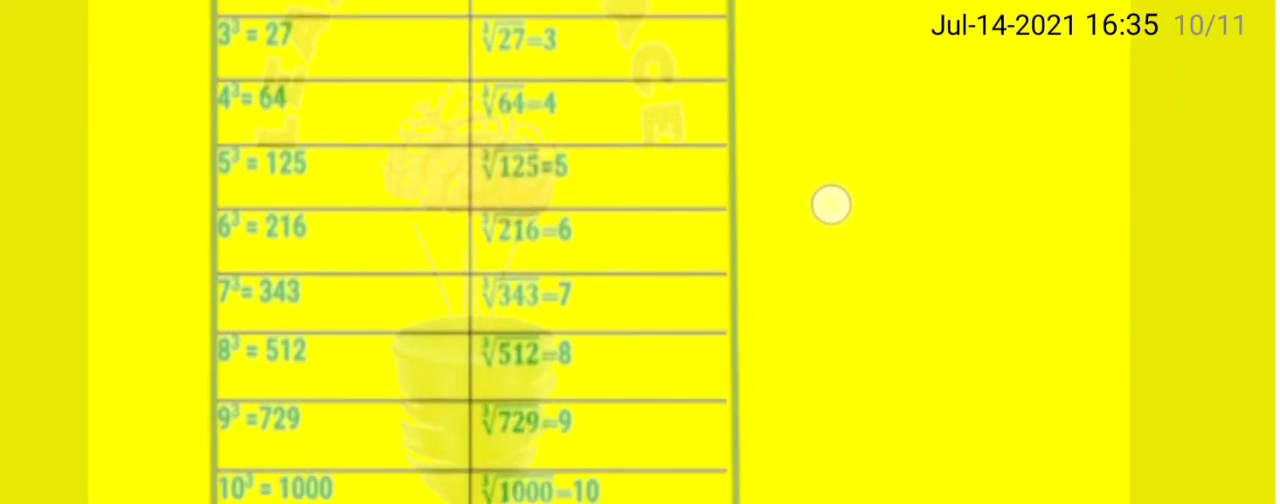 Jul-14-2021 16:35 10/11
3³ = 27 ∛27=3
4³= 64 ∛64=4
5³ = 125 ∛125=5
6³ = 216 ∛216=6
7³= 343 ∛343=7
8³ = 512 ∛512=8
9³ =729 ∛729=9
10³ = 1000 ∛1000=10